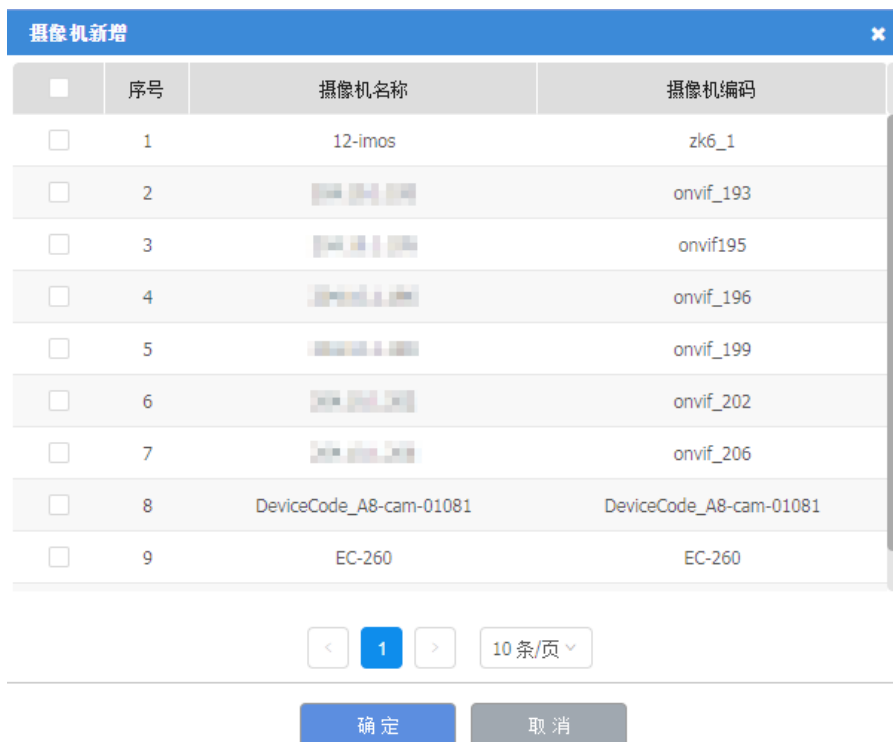 摄像机新增
序号 摄像机名称 摄像机编码
1 12-imos zk6_1
2 onvif_193
3 onvif195
4 onvif_196
5 onvif_199
6 onvif_202
7 onvif_206
8 DeviceCode_A8-cam-01081 DeviceCode_A8-cam-01081
9 EC-260 EC-260
< 1 > 10 条/页
确定 取消